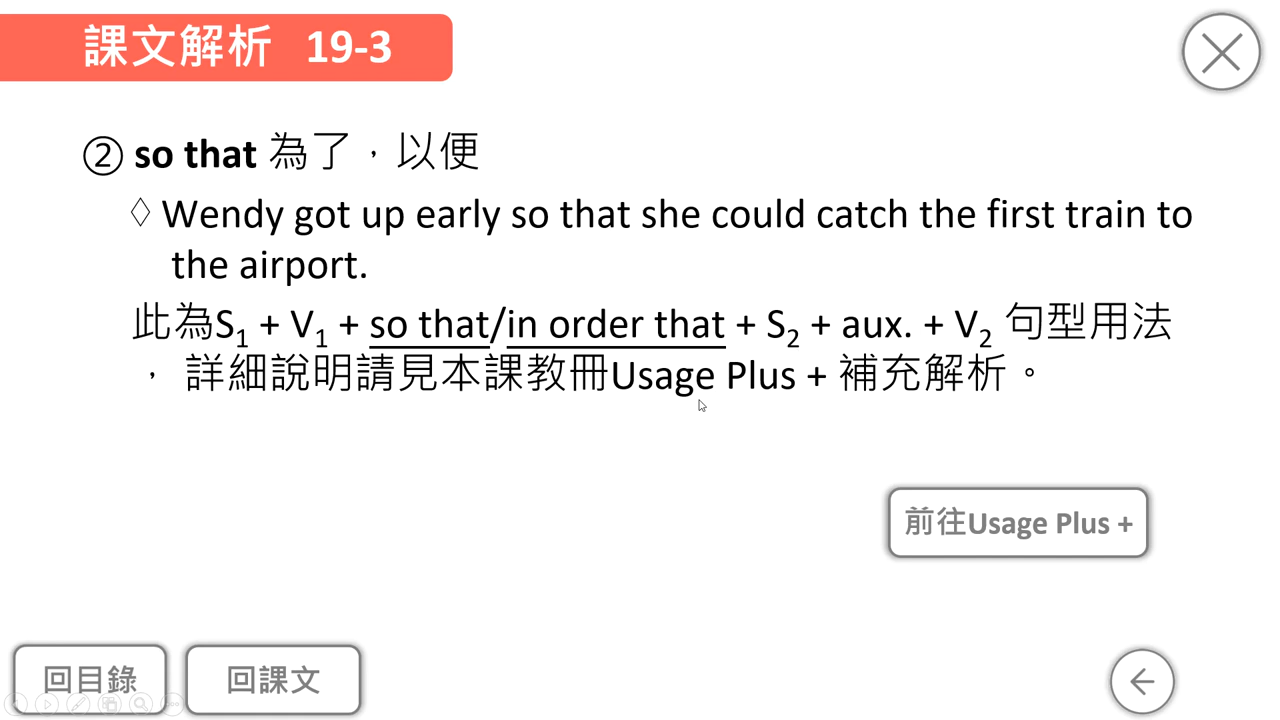 課文解析 19-3
② so that 為了，以便
◊ Wendy got up early so that she could catch the first train to
the airport.
此為S₁ + V₁ + so that/in order that + S₂ + aux. + V₂ 句型用法
，詳細說明請見本課教冊Usage Plus + 補充解析。
前往Usage Plus +
回目錄 回課文